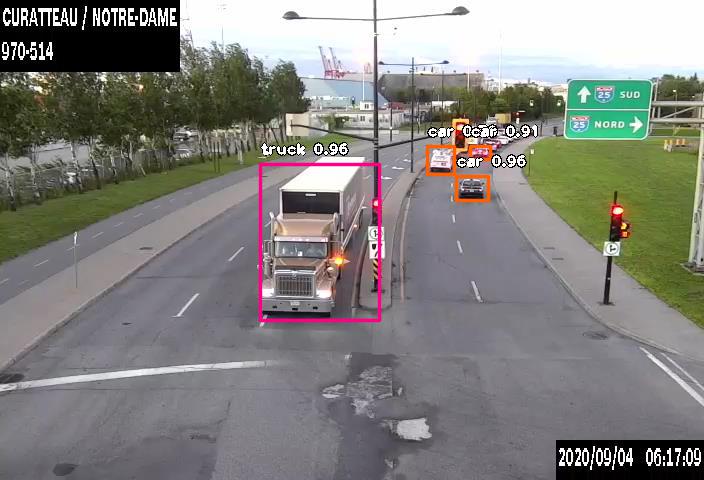 CURATTEAU / NOTRE-DAME
970-514
25 SUD
25 NORD
car 0.91
truck 0.96
car 0.96
2020/09/04 06:17:09